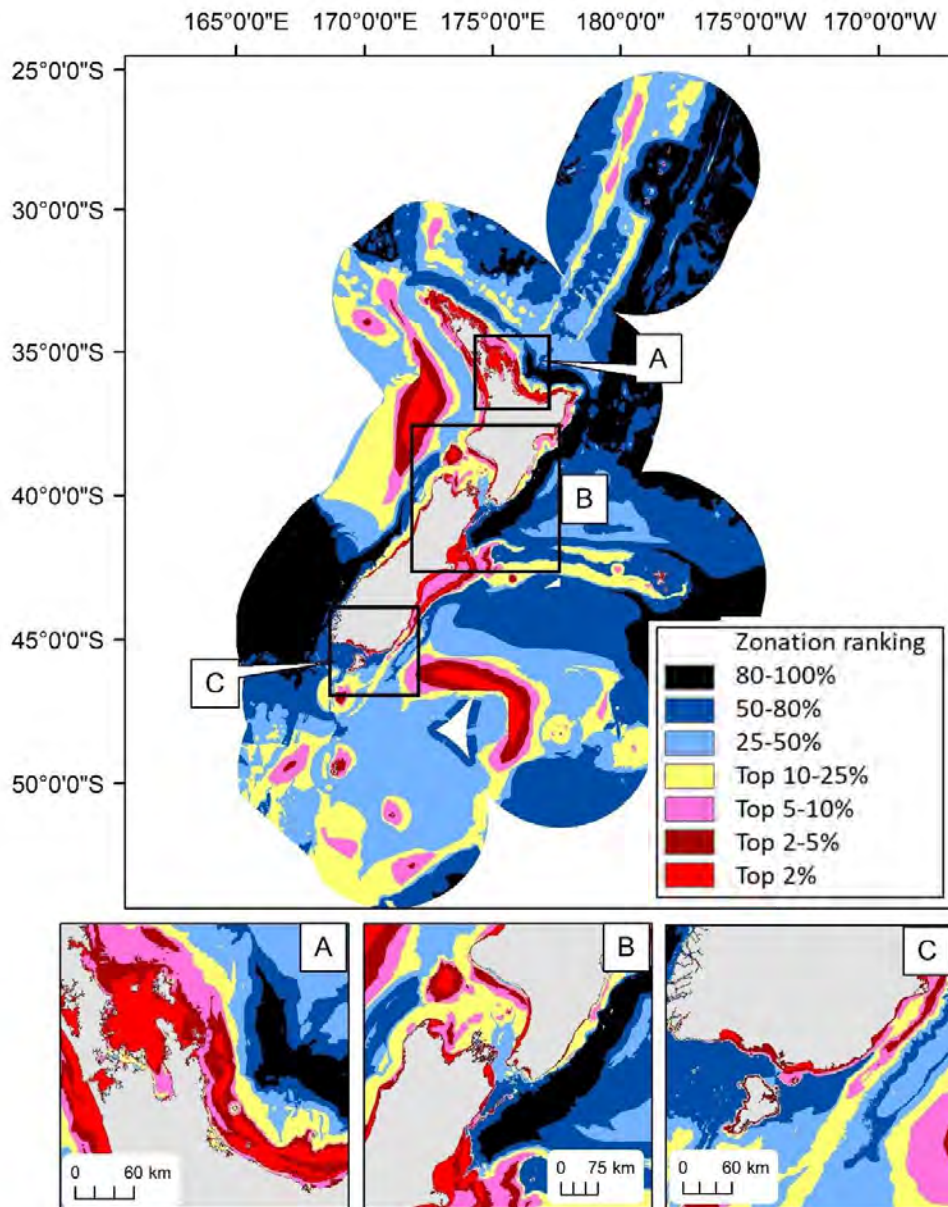 165°0'0"E 170°0'0"E 175°0'0"E 180°0'0" 175°0'0"W 170°0'0"W
25°0'0"S
30°0'0"S
35°0'0"S
40°0'0"S
45°0'0"S
50°0'0"S
A
B
C
Zonation ranking
80-100%
50-80%
25-50%
Top 10-25%
Top 5-10%
Top 2-5%
Top 2%
A
0 60 km
B
0 75 km
C
0 60 km